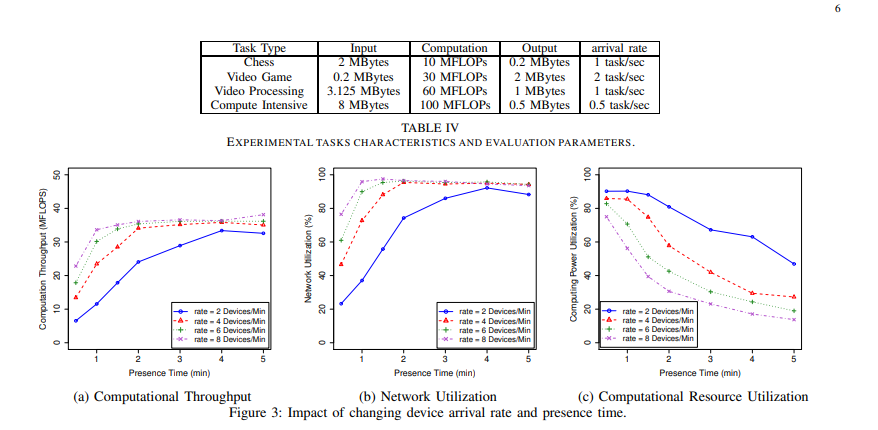 6
Task Type Input Computation Output arrival rate
Chess 2 MBytes 10 MFLOPs 0.2 MBytes 1 task/sec
Video Game 0.2 MBytes 30 MFLOPs 2 MBytes 2 task/sec
Video Processing 3.125 MBytes 60 MFLOPs 1 MBytes 1 task/sec
Compute Intensive 8 MBytes 100 MFLOPs 0.5 MBytes 0.5 task/sec
TABLE IV
EXPERIMENTAL TASKS CHARACTERISTICS AND EVALUATION PARAMETERS.
Computation Throughput (MFLOPS)
50
40
30
20
10
0
rate = 2 Devices/Min
rate = 4 Devices/Min
rate = 6 Devices/Min
rate = 8 Devices/Min
1 2 3 4 5
Presence Time (min)
(a) Computational Throughput
Network Utilization (%)
100
80
60
40
20
0
rate = 2 Devices/Min
rate = 4 Devices/Min
rate = 6 Devices/Min
rate = 8 Devices/Min
1 2 3 4 5
Presence Time (min)
(b) Network Utilization
Computing Power Utilization (%)
100
80
60
40
20
0
rate = 2 Devices/Min
rate = 4 Devices/Min
rate = 6 Devices/Min
rate = 8 Devices/Min
1 2 3 4 5
Presence Time (min)
(c) Computational Resource Utilization
Figure 3: Impact of changing device arrival rate and presence time.